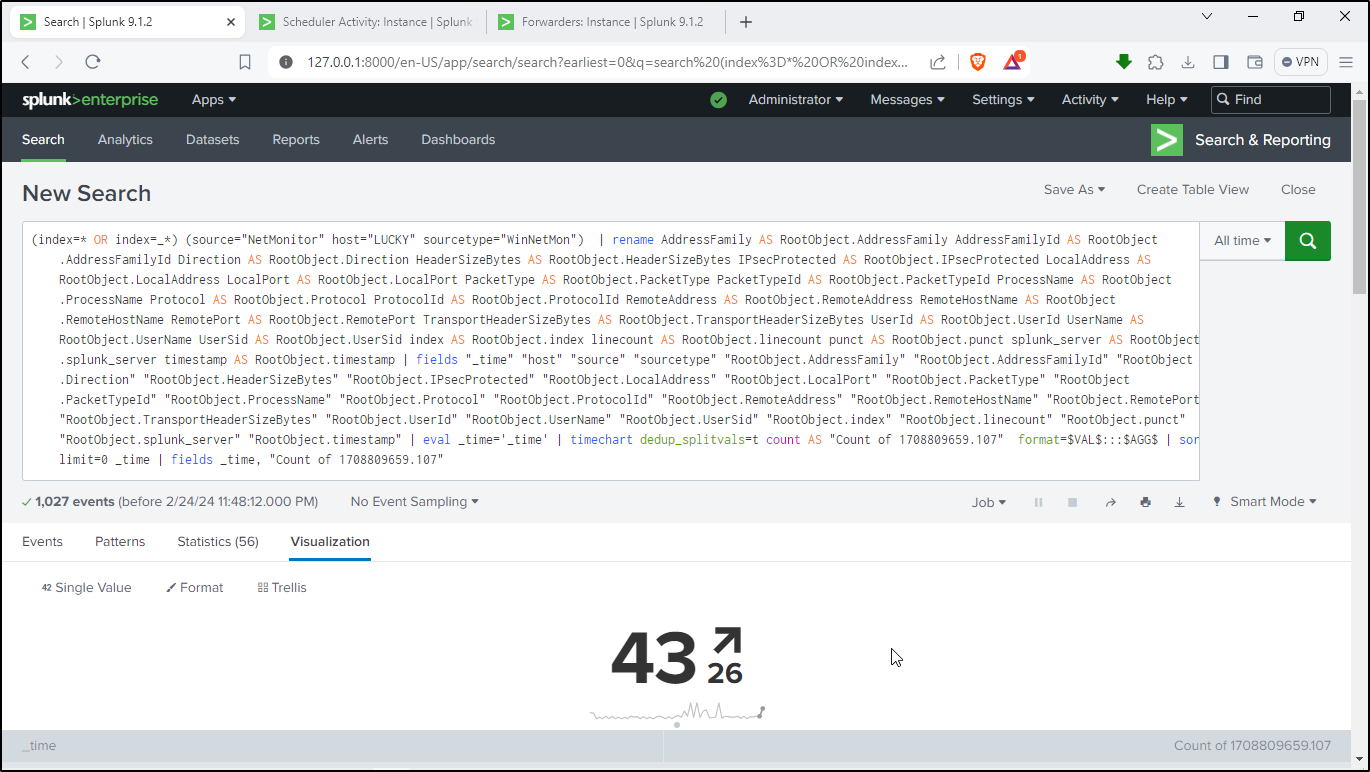 Search | Splunk 9.1.2
Scheduler Activity: Instance | Splunk
Forwarders: Instance | Splunk 9.1.2
127.0.0.1:8000/en-US/app/search/search?earliest=0&q=search%20(index%3D*%20OR%20index...
1
VPN
splunk>enterprise
Apps
Administrator
Messages
Settings
Activity
Help
Find
Search
Analytics
Datasets
Reports
Alerts
Dashboards
Search & Reporting
New Search
Save As
Create Table View
Close
(index=* OR index=_*) (source="NetMonitor" host="LUCKY" sourcetype="WinNetMon") | rename AddressFamily AS RootObject.AddressFamily AddressFamilyId AS RootObject
.AddressFamilyId Direction AS RootObject.Direction HeaderSizeBytes AS RootObject.HeaderSizeBytes IPsecProtected AS RootObject.IPsecProtected LocalAddress AS
RootObject.LocalAddress LocalPort AS RootObject.LocalPort PacketType AS RootObject.PacketType PacketTypeId AS RootObject.PacketTypeId ProcessName AS RootObject
.ProcessName Protocol AS RootObject.Protocol ProtocolId AS RootObject.ProtocolId RemoteAddress AS RootObject.RemoteAddress RemoteHostName AS RootObject
.RemoteHostName RemotePort AS RootObject.RemotePort TransportHeaderSizeBytes AS RootObject.TransportHeaderSizeBytes UserId AS RootObject.UserId UserName AS
RootObject.UserName UserSid AS RootObject.UserSid index AS RootObject.index linecount AS RootObject.linecount punct AS RootObject.punct splunk_server AS RootObject
.splunk_server timestamp AS RootObject.timestamp | fields "_time" "host" "source" "sourcetype" "RootObject.AddressFamily" "RootObject.AddressFamilyId" "RootObject
.Direction" "RootObject.HeaderSizeBytes" "RootObject.IPsecProtected" "RootObject.LocalAddress" "RootObject.LocalPort" "RootObject.PacketType" "RootObject
.PacketTypeId" "RootObject.ProcessName" "RootObject.Protocol" "RootObject.ProtocolId" "RootObject.RemoteAddress" "RootObject.RemoteHostName" "RootObject.RemotePort
"RootObject.TransportHeaderSizeBytes" "RootObject.UserId" "RootObject.UserName" "RootObject.UserSid" "RootObject.index" "RootObject.linecount" "RootObject.punct"
"RootObject.splunk_server" "RootObject.timestamp" | eval _time='_time' | timechart dedup_splitvals=t count AS "Count of 1708809659.107" format=$VAL$:::$AGG$ | sor
limit=0 _time | fields _time, "Count of 1708809659.107"
All time
1,027 events (before 2/24/24 11:48:12.000 PM)
No Event Sampling
Job
Smart Mode
Events
Patterns
Statistics (56)
Visualization
42 Single Value
Format
Trellis
43
26
_time
Count of 1708809659.107